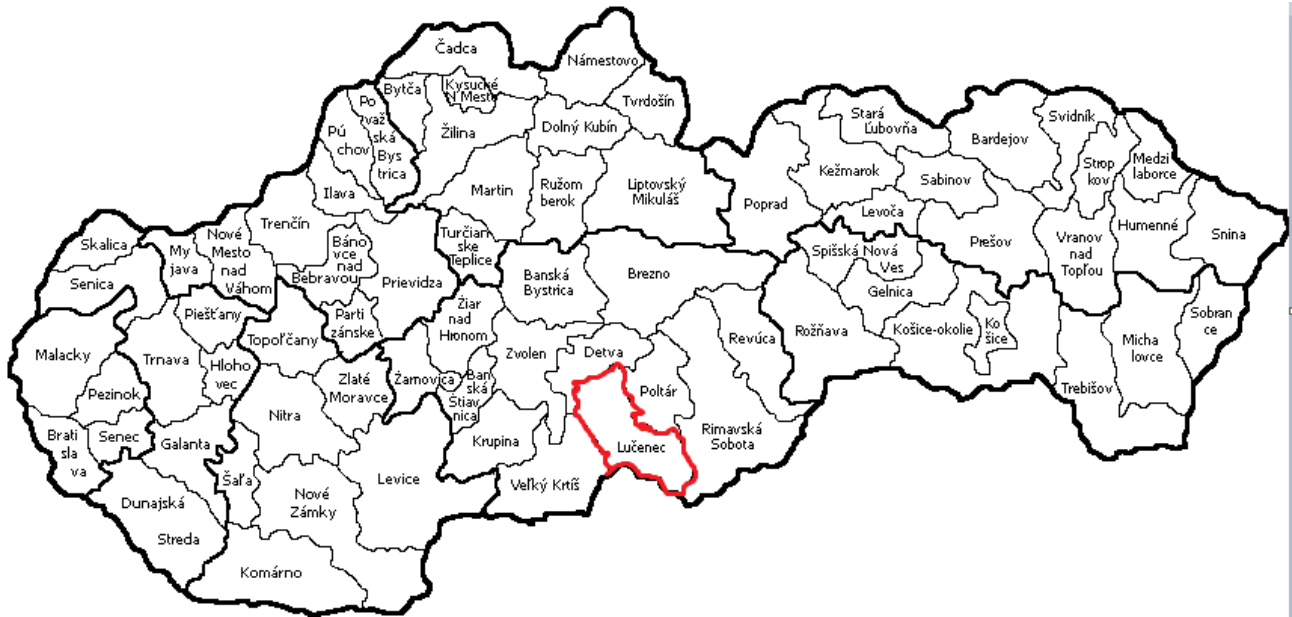 Čadca
Námestovo
Bytča
Kysucké
N Mesto
Tvrdošín
Po
važ
ská
Bys
trica
Pú
chov
Žilina
Dolný Kubín
Stará
Ľubovňa
Bardejov
Svidník
Strop
kov
Medzi
laborce
Ilava
Martin
Ružom
berok
Liptovský
Mikuláš
Poprad
Kežmarok
Sabinov
Levoča
Prešov
Vranov
nad
Topľou
Humenné
Snina
Skalica
Senica
My
java
Nové
Mesto
nad
Váhom
Trenčín
Báno
vce nad
Bebravou
Prievidza
Turčian
ske
Teplice
Banská
Bystrica
Brezno
Spišská Nová
Ves
Gelnica
Rožňava
Košice-okolie
Ko
šice
Micha
lovce
Sobran
ce
Trebišov
Malacky
Pezinok
Piešťany
Trnava
Hloho
vec
Topoľčany
Parti
zánske
Žiar
nad
Hronom
Žarnovica
Ban
ská
Štiav
nica
Zvolen
Detva
Poltár
Revúca
Rimavská
Sobota
Brati
sla
va
Senec
Galanta
Nitra
Zlaté
Moravce
Krupina
Lučenec
Dunajská
Streda
Šaľa
Nové
Zámky
Levice
Veľký Krtíš
Komárno